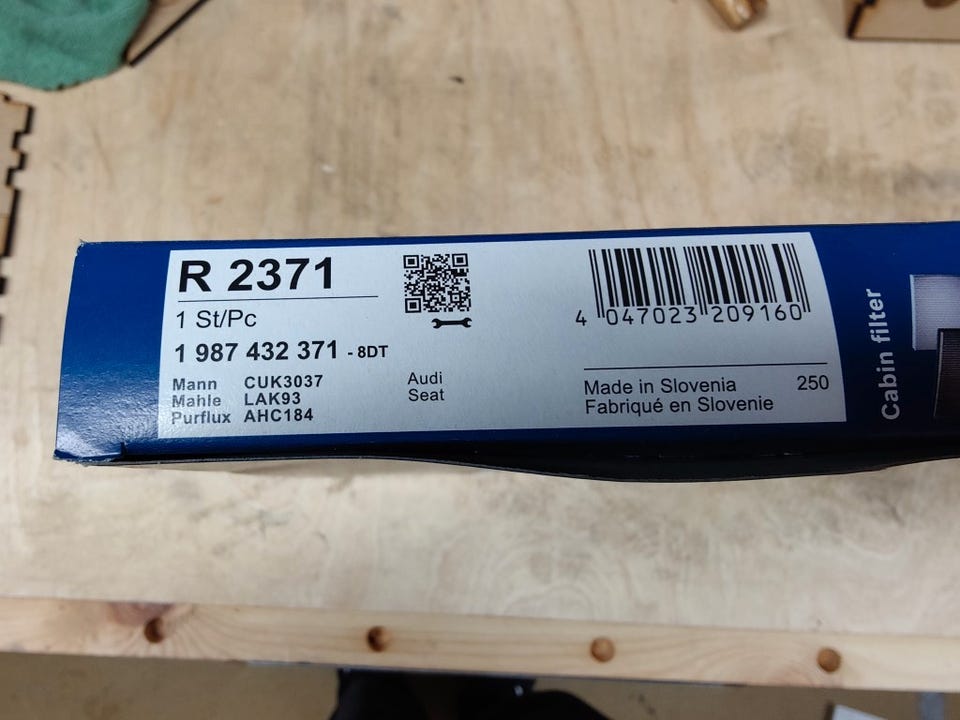 R 2371
1 St/Pc
1 987 432 371 - 8DT
Mann CUK3037
Mahle LAK93
Purflux AHC184
Audi
Seat
4 047023 209160
Made in Slovenia 250
Fabriqué en Slovenie
Cabin filter